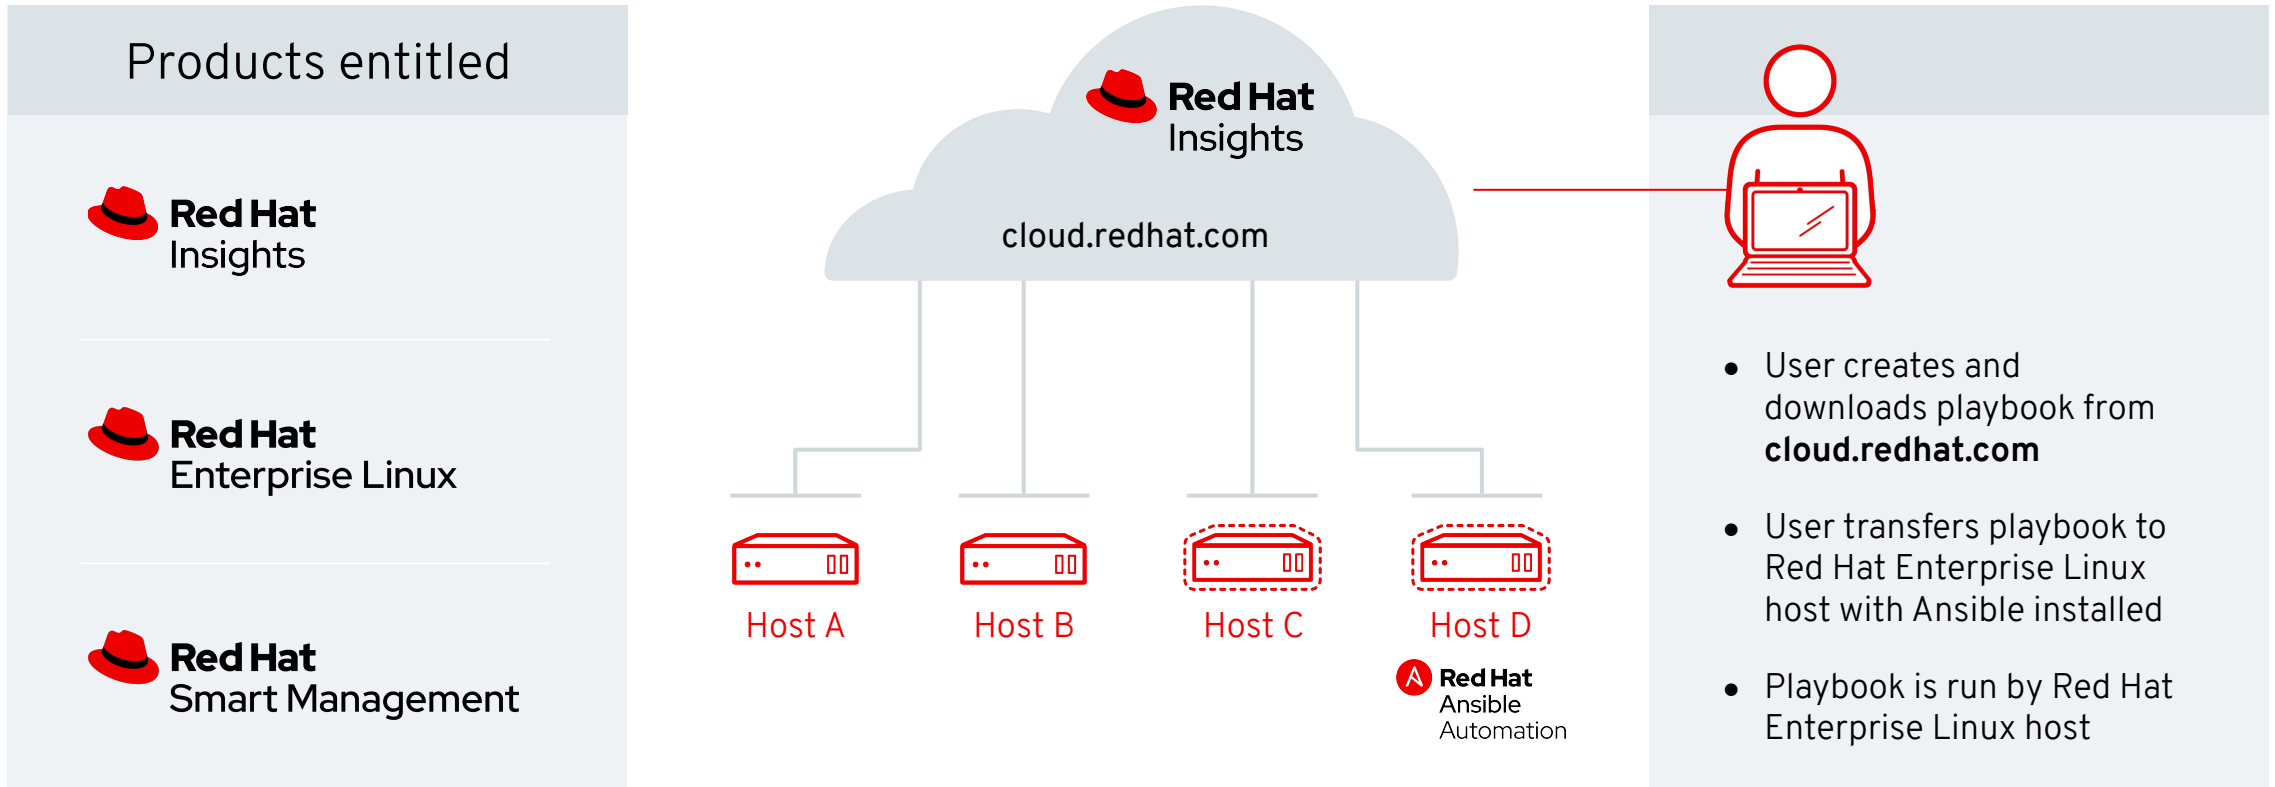 Products entitled
Red Hat
Insights
Red Hat
Enterprise Linux
Red Hat
Smart Management
Red Hat
Insights
cloud.redhat.com
Host A
Host B
Host C
Host D
Red Hat
Ansible
Automation
• User creates and
downloads playbook from
cloud.redhat.com
• User transfers playbook to
Red Hat Enterprise Linux
host with Ansible installed
• Playbook is run by Red Hat
Enterprise Linux host